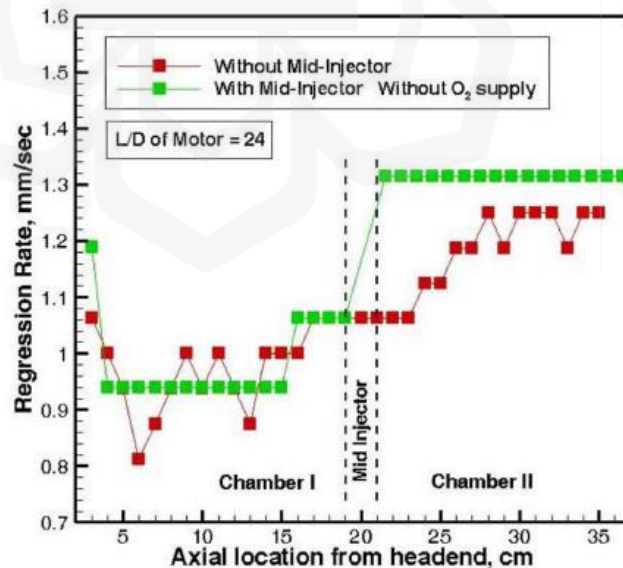 1.6
1.5
1.4
1.3
1.2
1.1
1
0.9
0.8
0.7
Regression Rate, mm/sec
Without Mid-Injector
With Mid-Injector Without O₂ supply
L/D of Motor = 24
Chamber I
Mid Injector
Chamber II
5 10 15 20 25 30 35
Axial location from headend, cm